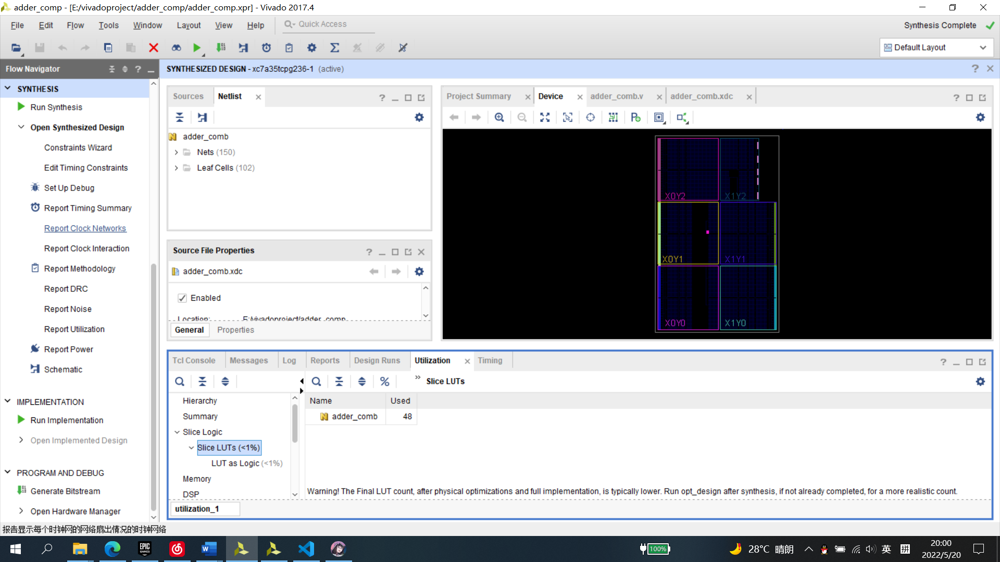 adder_comp - [E:/vivadoproject/adder_comp/adder_comp.xpr] - Vivado 2017.4
File Edit Flow Tools Window Layout View Help Quick Access Synthesis Complete
Default Layout
Flow Navigator
SYNTHESIS
Run Synthesis
Open Synthesized Design
Constraints Wizard
Edit Timing Constraints
Set Up Debug
Report Timing Summary
Report Clock Networks
Report Clock Interaction
Report Methodology
Report DRC
Report Noise
Report Utilization
Report Power
Schematic
IMPLEMENTATION
Run Implementation
Open Implemented Design
PROGRAM AND DEBUG
Generate Bitstream
Open Hardware Manager
SYNTHESIZED DESIGN - xc7a35tcpg236-1 (active)
Sources Netlist
adder_comb
Nets (150)
Leaf Cells (102)
Source File Properties
adder_comb.xdc
Enabled
Location: E:/vivadoproject/adder_comp
General Properties
Project Summary Device adder_comb.v adder_comb.xdc
X0Y2 X1Y2
X0Y1 X1Y1
X0Y0 X1Y0
Tcl Console Messages Log Reports Design Runs Utilization Timing
Hierarchy
Summary
Slice Logic
Slice LUTs (<1%)
LUT as Logic (<1%)
Memory
DSP
Slice LUTs
Name Used
adder_comb 48
Warning! The Final LUT count, after physical optimizations and full implementation, is typically lower. Run opt_design after synthesis, if not already completed, for a more realistic count.
utilization_1
报告显示每个时钟网的网络扇出情况的时钟网络
EPIC GAMES
100%
28°C 晴朗
英
拼
20:00
2022/5/20